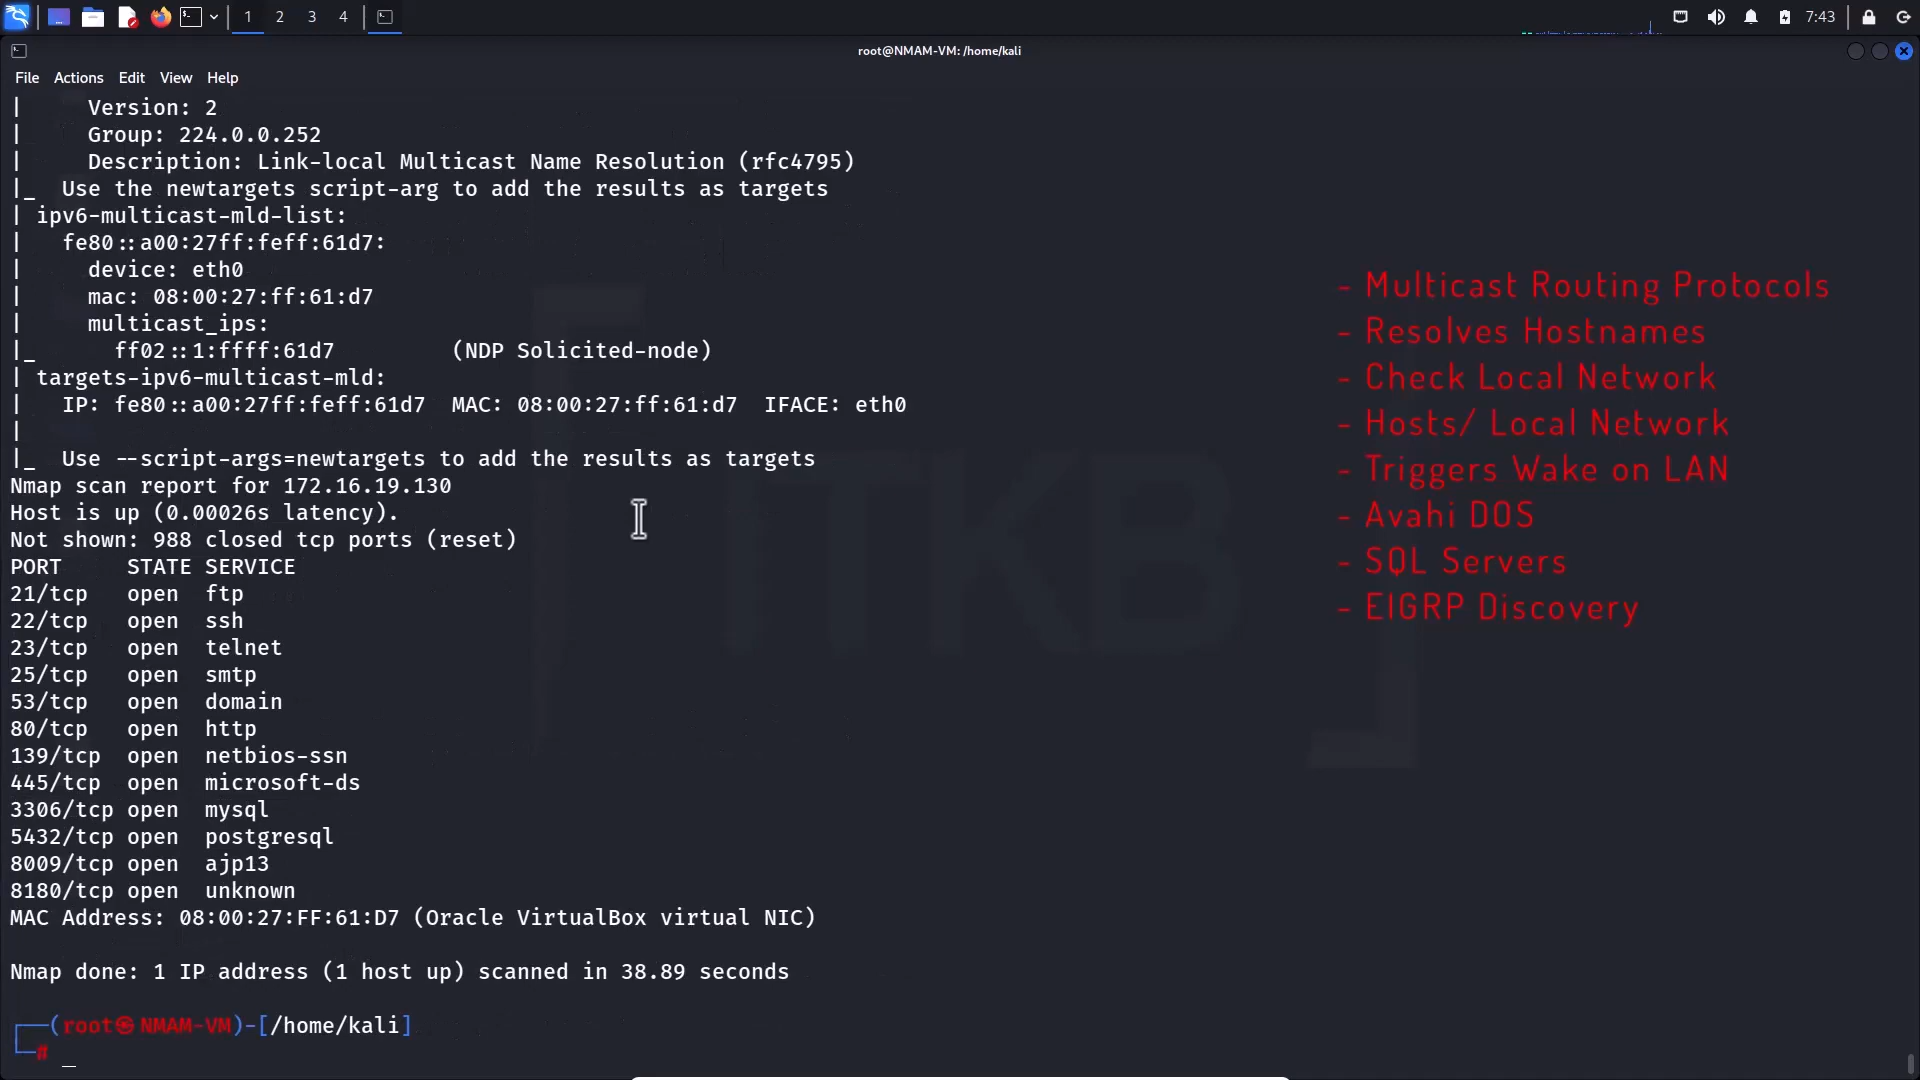 1 2 3 4
7:43
root@NMAM-VM: /home/kali
File Actions Edit View Help
| Version: 2
| Group: 224.0.0.252
| Description: Link-local Multicast Name Resolution (rfc4795)
|_ Use the newtargets script-arg to add the results as targets
| ipv6-multicast-mld-list:
| fe80::a00:27ff:feff:61d7:
| device: eth0
| mac: 08:00:27:ff:61:d7
| multicast_ips:
|_ ff02::1:ffff:61d7 (NDP Solicited-node)
| targets-ipv6-multicast-mld:
| IP: fe80::a00:27ff:feff:61d7 MAC: 08:00:27:ff:61:d7 IFACE: eth0
|
|_ Use --script-args=newtargets to add the results as targets
Nmap scan report for 172.16.19.130
Host is up (0.00026s latency).
Not shown: 988 closed tcp ports (reset)
PORT STATE SERVICE
21/tcp open ftp
22/tcp open ssh
23/tcp open telnet
25/tcp open smtp
53/tcp open domain
80/tcp open http
139/tcp open netbios-ssn
445/tcp open microsoft-ds
3306/tcp open mysql
5432/tcp open postgresql
8009/tcp open ajp13
8180/tcp open unknown
MAC Address: 08:00:27:FF:61:D7 (Oracle VirtualBox virtual NIC)
Nmap done: 1 IP address (1 host up) scanned in 38.89 seconds
┌──(root㉿NMAM-VM)-[/home/kali]
└─# _
- Multicast Routing Protocols
- Resolves Hostnames
- Check Local Network
- Hosts/ Local Network
- Triggers Wake on LAN
- Avahi DOS
- SQL Servers
- EIGRP Discovery
ITKB